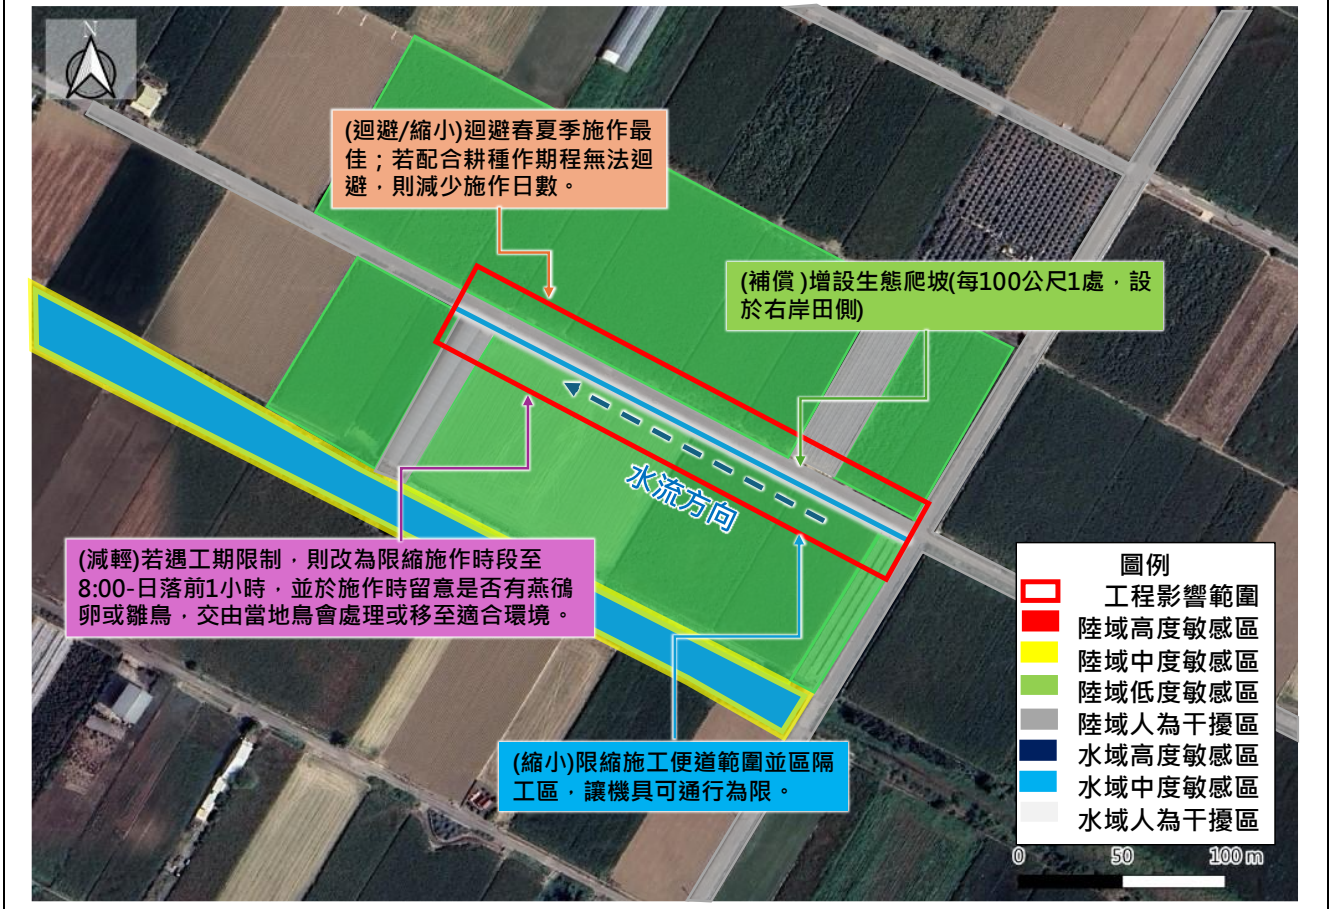 N
(迴避/縮小)迴避春夏季施作最
佳；若配合耕種作期程無法迴
避，則減少施作日數。
(補償 )增設生態爬坡(每100公尺1處，設
於右岸田側)
水流方向
(減輕)若遇工期限制，則改為限縮施作時段至
8:00-日落前1小時，並於施作時留意是否有燕鴴
卵或雛鳥，交由當地鳥會處理或移至適合環境。
(縮小)限縮施工便道範圍並區隔
工區，讓機具可通行為限。
圖例
工程影響範圍
陸域高度敏感區
陸域中度敏感區
陸域低度敏感區
陸域人為干擾區
水域高度敏感區
水域中度敏感區
水域人為干擾區
0 50 100 m